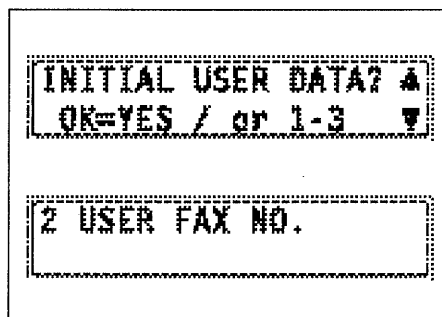 INITIAL USER DATA? ▲
OK=YES / or 1-3 ▼
2 USER FAX NO.